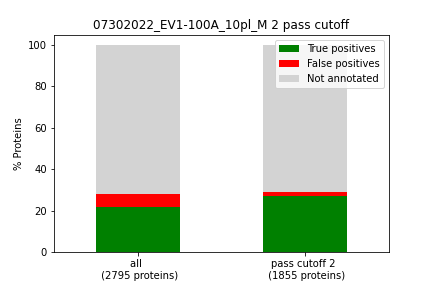 07302022_EV1-100A_10pl_M 2 pass cutoff
100
80
60
40
20
0
% Proteins
True positives
False positives
Not annotated
all
(2795 proteins)
pass cutoff 2
(1855 proteins)